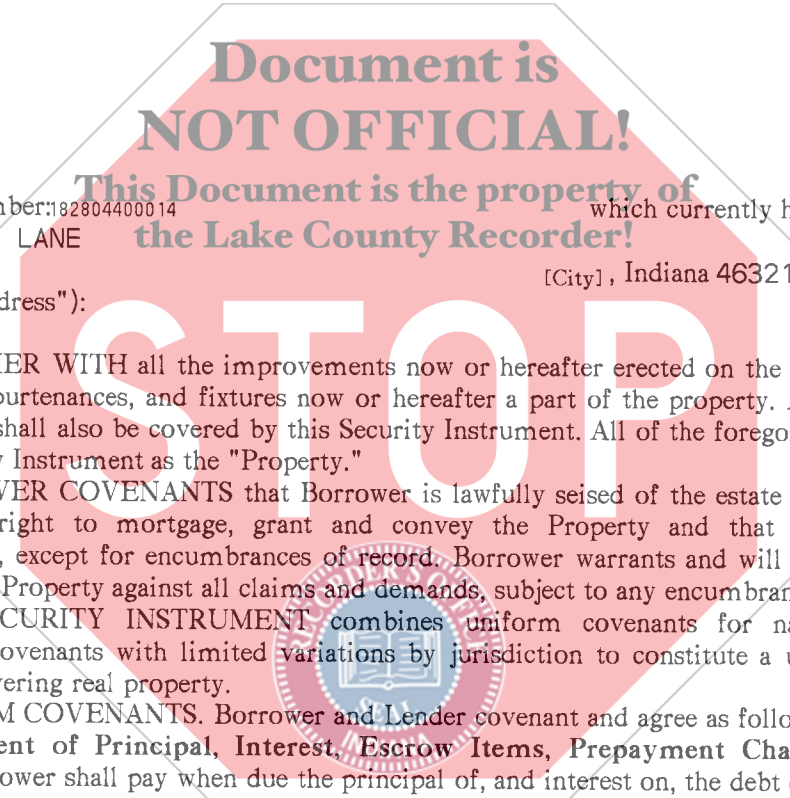 Document is
NOT OFFICIAL!
This Document is the property of
the Lake County Recorder!
STOP
nber:182804400014 which currently h
LANE
[City] , Indiana 46321
dress"):
IER WITH all the improvements now or hereafter erected on the
ourtenances, and fixtures now or hereafter a part of the property. A
shall also be covered by this Security Instrument. All of the forego
y Instrument as the "Property."
VER COVENANTS that Borrower is lawfully seised of the estate
right to mortgage, grant and convey the Property and that
, except for encumbrances of record. Borrower warrants and will
Property against all claims and demands, subject to any encumbran
CURITY INSTRUMENT combines uniform covenants for na
ovenants with limited variations by jurisdiction to constitute a u
vering real property.
M COVENANTS. Borrower and Lender covenant and agree as follo
ent of Principal, Interest, Escrow Items, Prepayment Cha
ower shall pay when due the principal of, and interest on, the debt
RECORDER'S OFFICE
SEAL
INDIANA